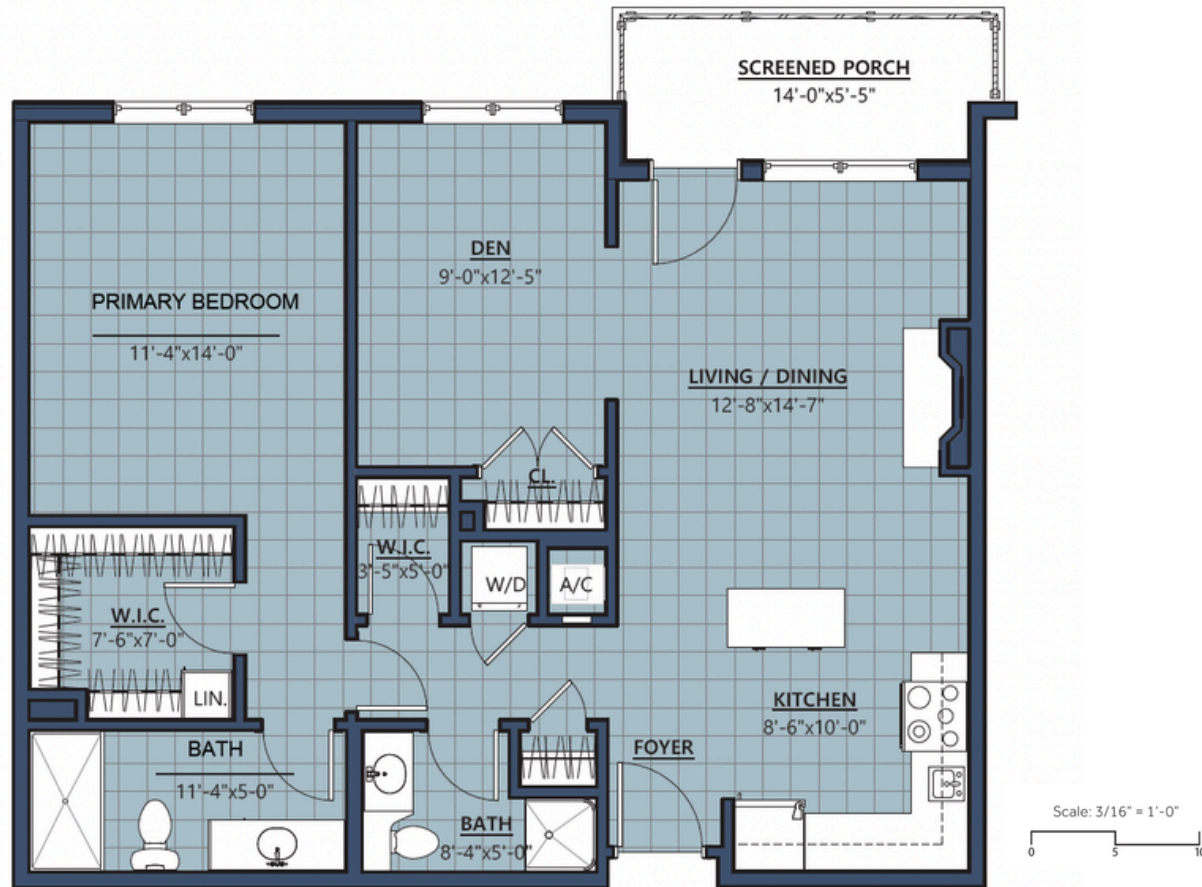 SCREENED PORCH
14'-0"x5'-5"
DEN
9'-0"x12'-5"
PRIMARY BEDROOM
11'-4"x14'-0"
LIVING / DINING
12'-8"x14'-7"
CL.
W.I.C.
3'-5"x5'-0"
W/D
A/C
W.I.C.
7'-6"x7'-0"
LIN.
KITCHEN
8'-6"x10'-0"
FOYER
BATH
11'-4"x5-0"
BATH
8'-4"x5'-0"
Scale: 3/16" = 1'-0"
0 5 10